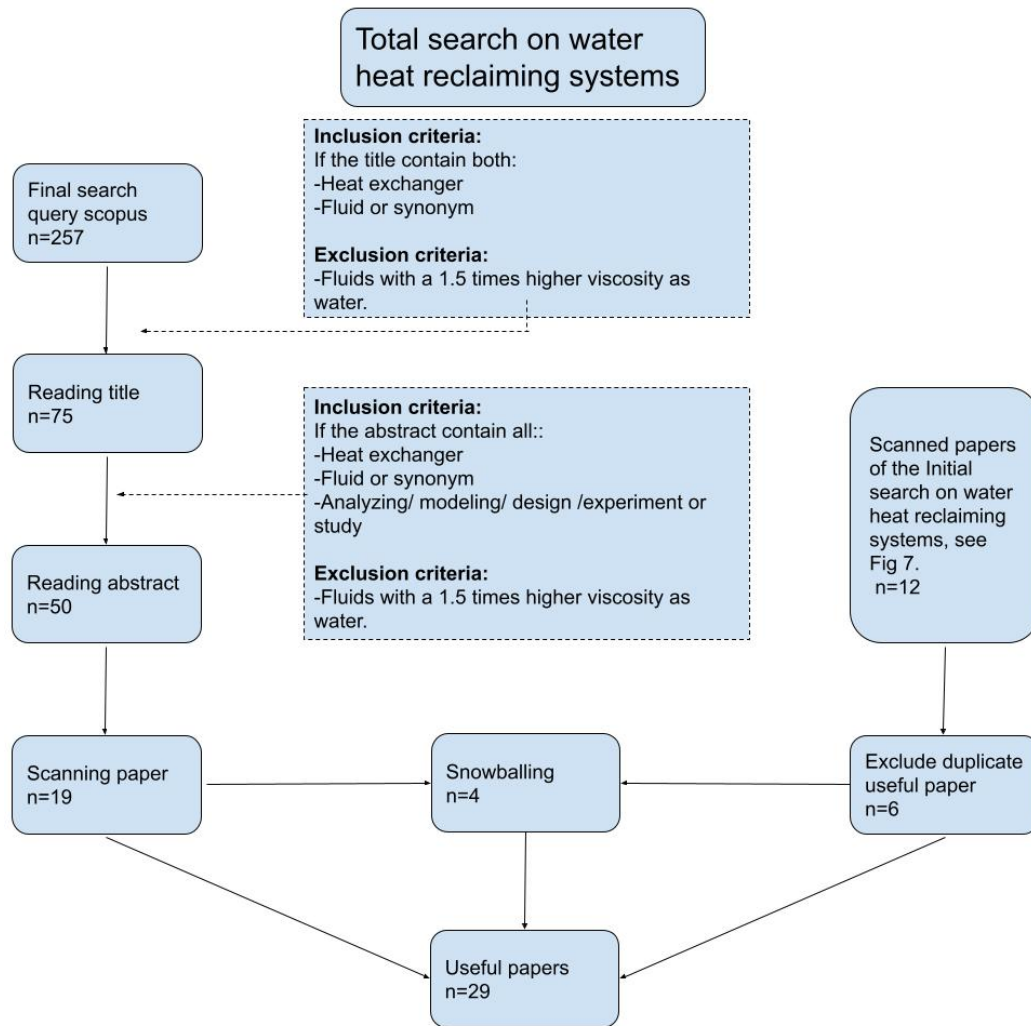 Total search on water
heat reclaiming systems
Inclusion criteria:
If the title contain both:
-Heat exchanger
-Fluid or synonym
Exclusion criteria:
-Fluids with a 1.5 times higher viscosity as
water.
Final search
query scopus
n=257
Reading title
n=75
Inclusion criteria:
If the abstract contain all::
-Heat exchanger
-Fluid or synonym
-Analyzing/ modeling/ design /experiment or
study
Exclusion criteria:
-Fluids with a 1.5 times higher viscosity as
water.
Scanned papers
of the Initial
search on water
heat reclaiming
systems, see
Fig 7.
n=12
Reading abstract
n=50
Scanning paper
n=19
Snowballing
n=4
Exclude duplicate
useful paper
n=6
Useful papers
n=29